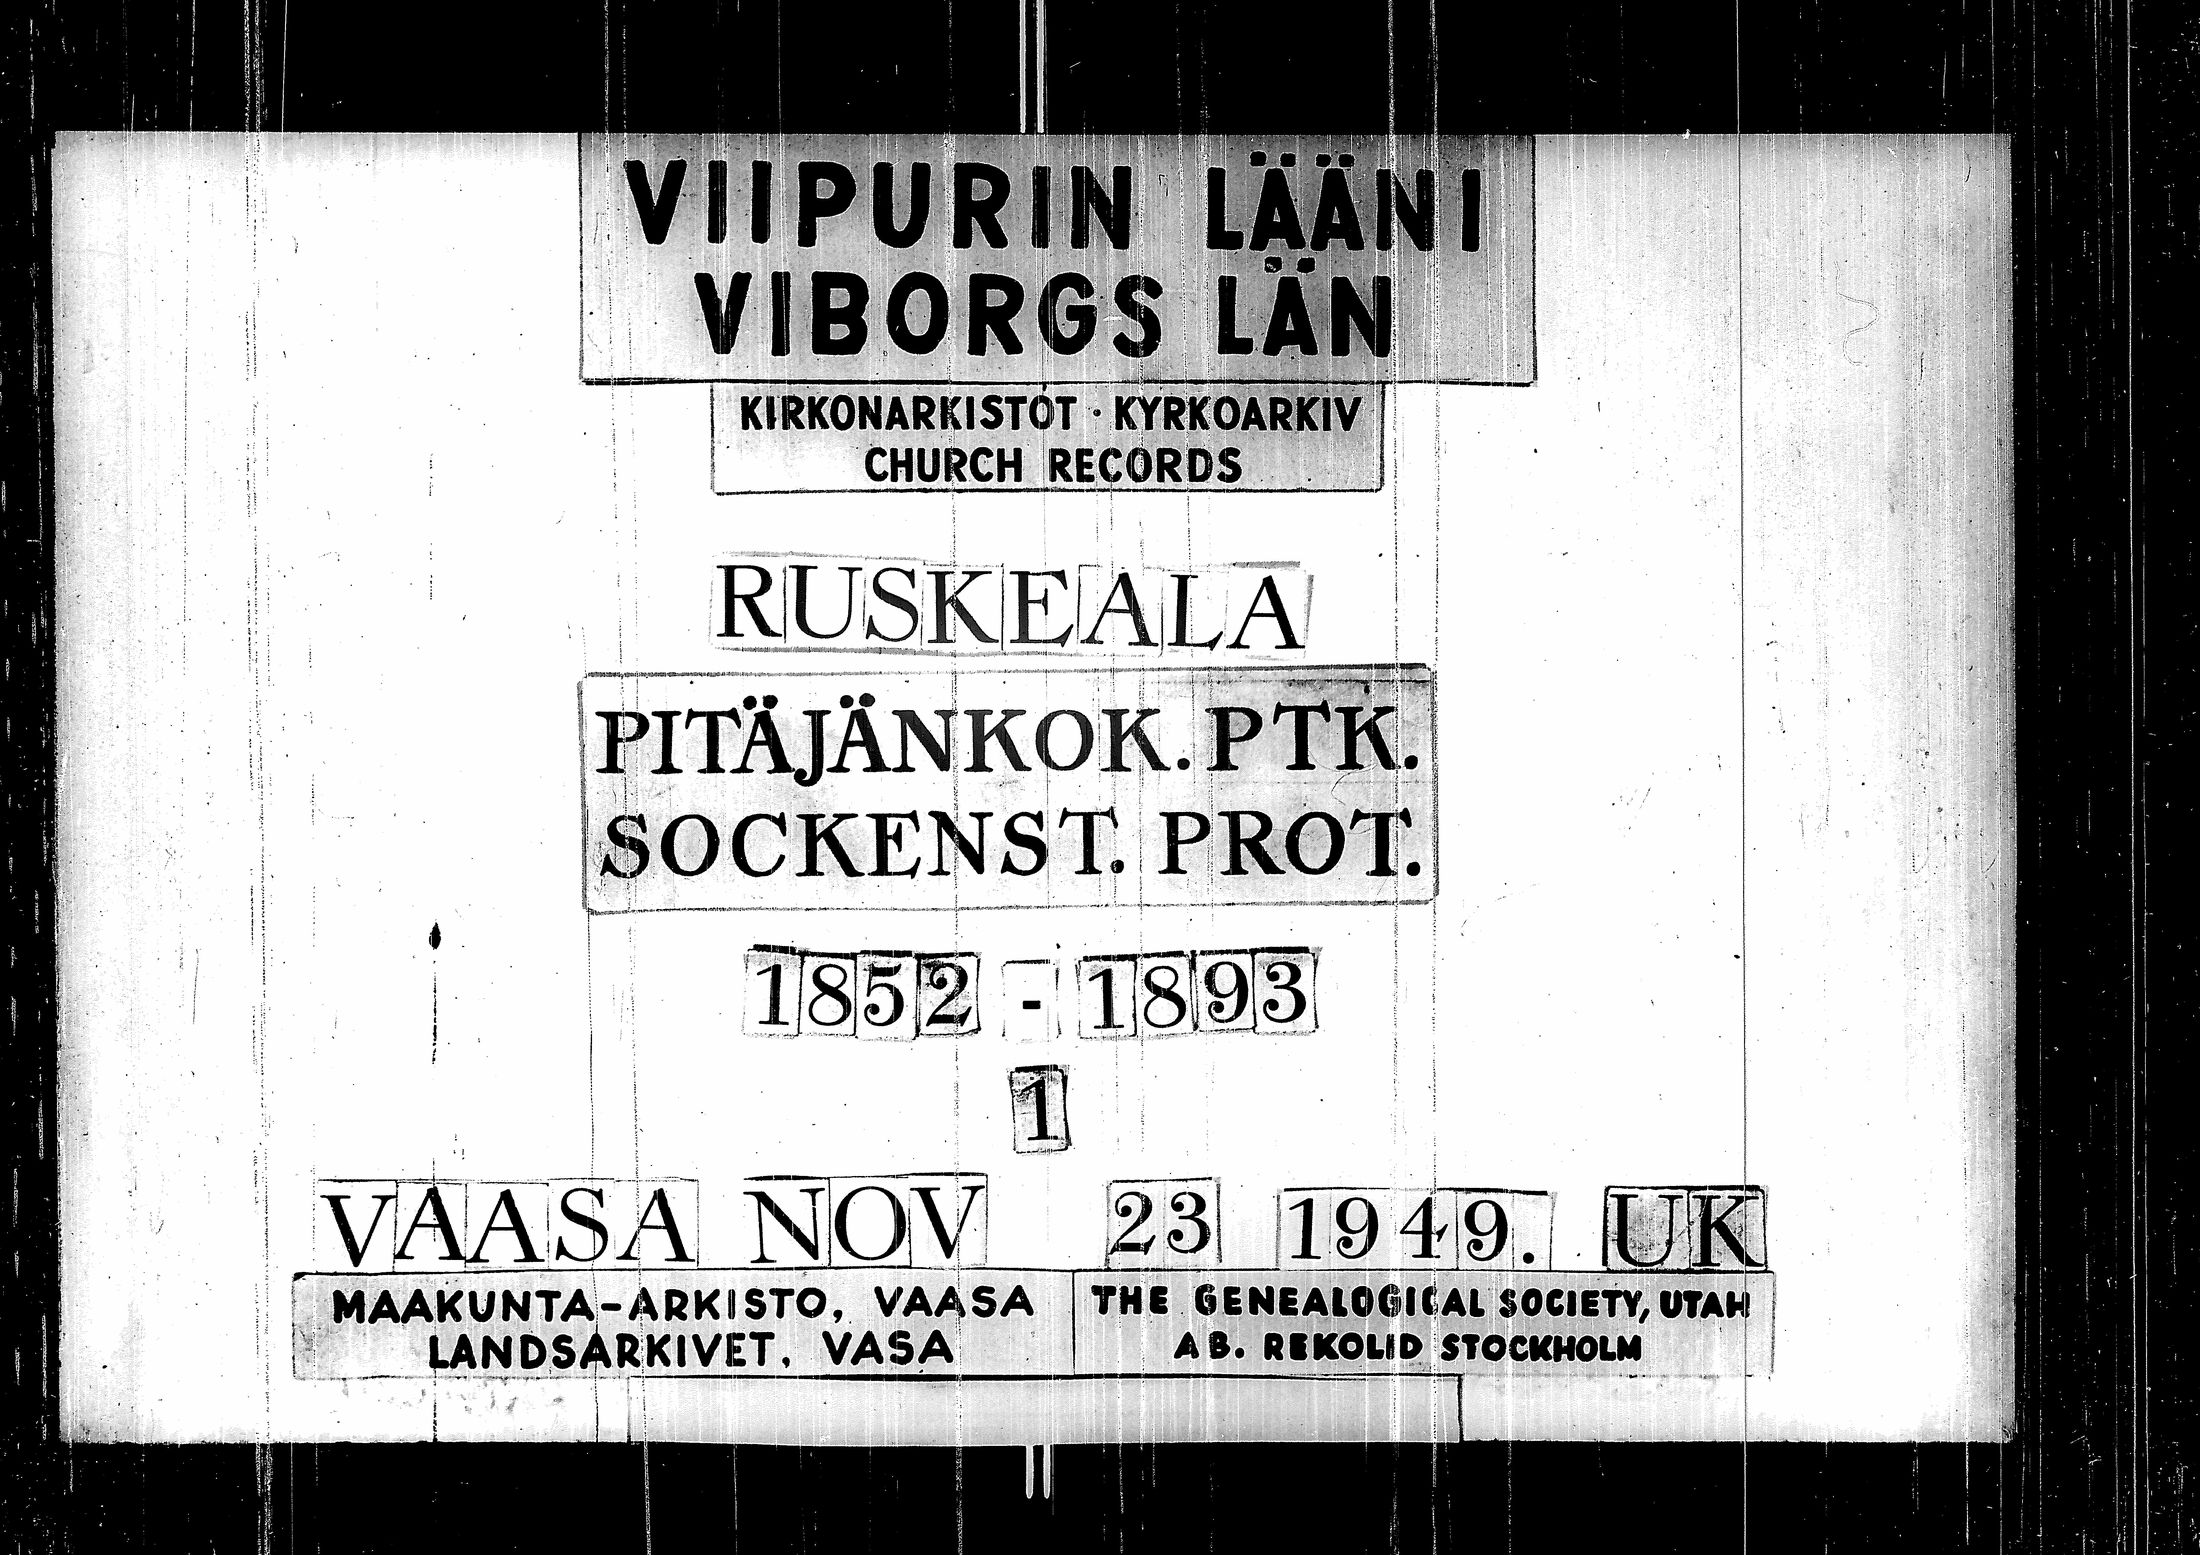 VIIPURIN LÄÄNI
VIBORGS LÄN
KIRKONARKISTOT · KYRKOARKIV
CHURCH RECORDS
RUSKEALA
PITÄJÄNKOK. PTK.
SOCKENST. PROT.
1852 - 1893
1
VAASA NOV 23 1949. UK
MAAKUNTA-ARKISTO, VAASA
LANDSARKIVET, VASA
THE GENEALOGICAL SOCIETY, UTAH
AB. REKOLID STOCKHOLM